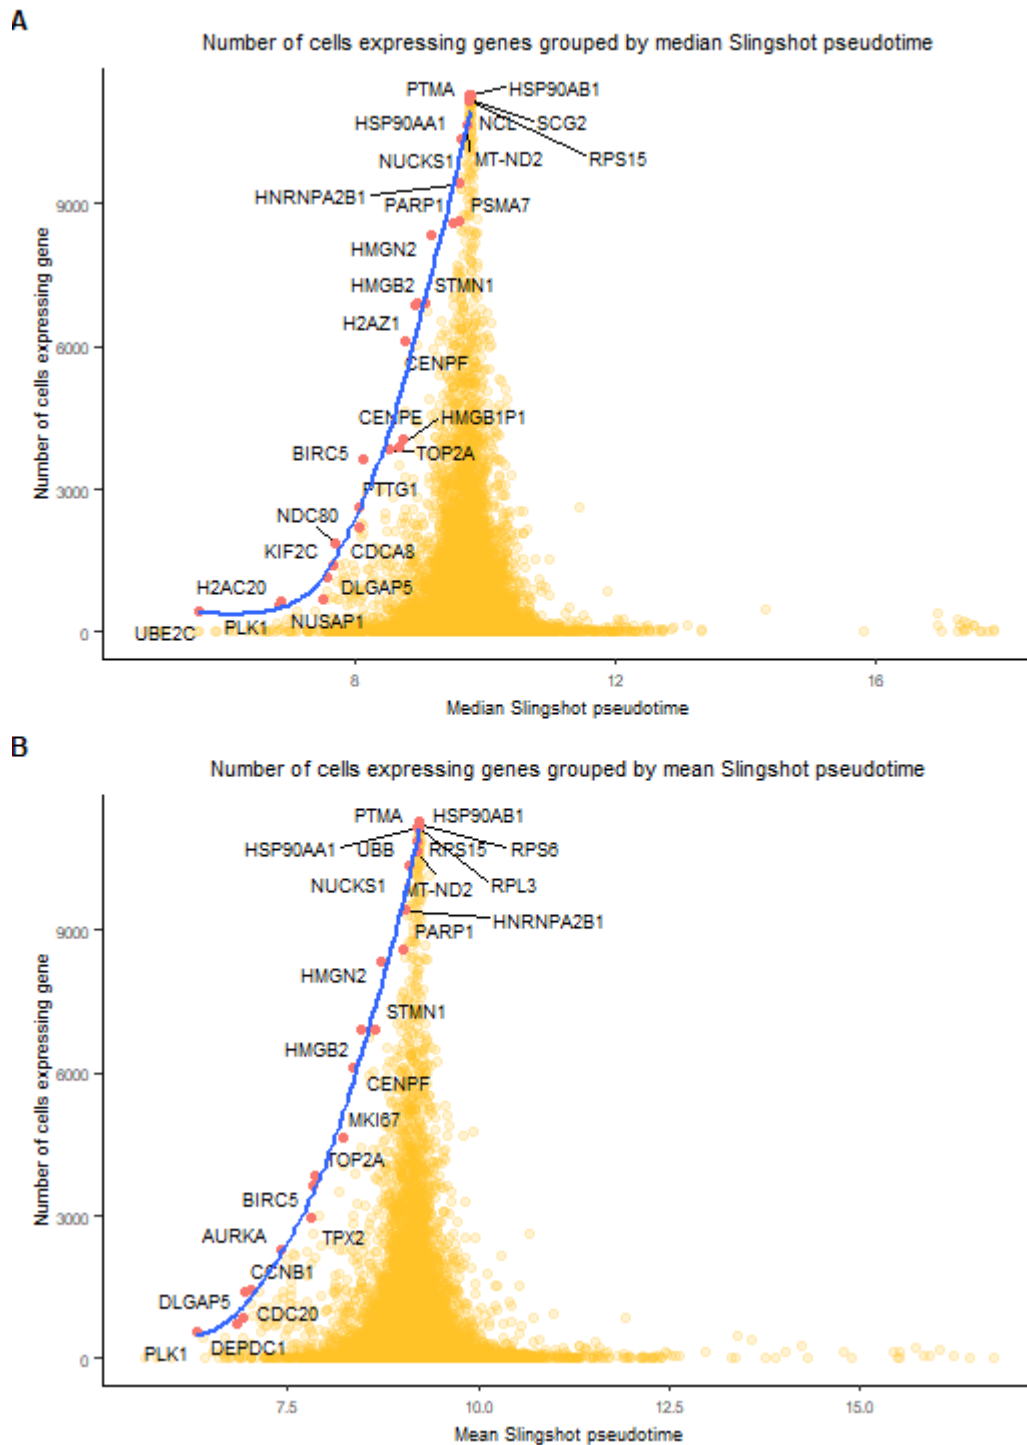 A
Number of cells expressing genes grouped by median Slingshot pseudotime
PTMA HSP90AB1
HSP90AA1 NCL SCG2
NUCKS1 MT-ND2 RPS15
HNRNPA2B1 PARP1 PSMA7
9000
HMGN2
HMGB2 STMN1
H2AZ1
6000
CENPF
CENPE HMGB1P1
BIRC5 TOP2A
3000
PTTG1
NDC80
KIF2C CDCA8
H2AC20 DLGAP5
UBE2C PLK1 NUSAP1
0
Number of cells expressing gene
8 12 16
Median Slingshot pseudotime
B
Number of cells expressing genes grouped by mean Slingshot pseudotime
PTMA HSP90AB1
HSP90AA1 UBB RPS15 RPS6
NUCKS1 MT-ND2 RPL3
HNRNPA2B1
9000
PARP1
HMGN2
STMN1
HMGB2
6000
CENPF
MKI67
TOP2A
BIRC5
3000
AURKA TPX2
CCNB1
DLGAP5 CDC20
PLK1 DEPDC1
0
Number of cells expressing gene
7.5 10.0 12.5 15.0
Mean Slingshot pseudotime